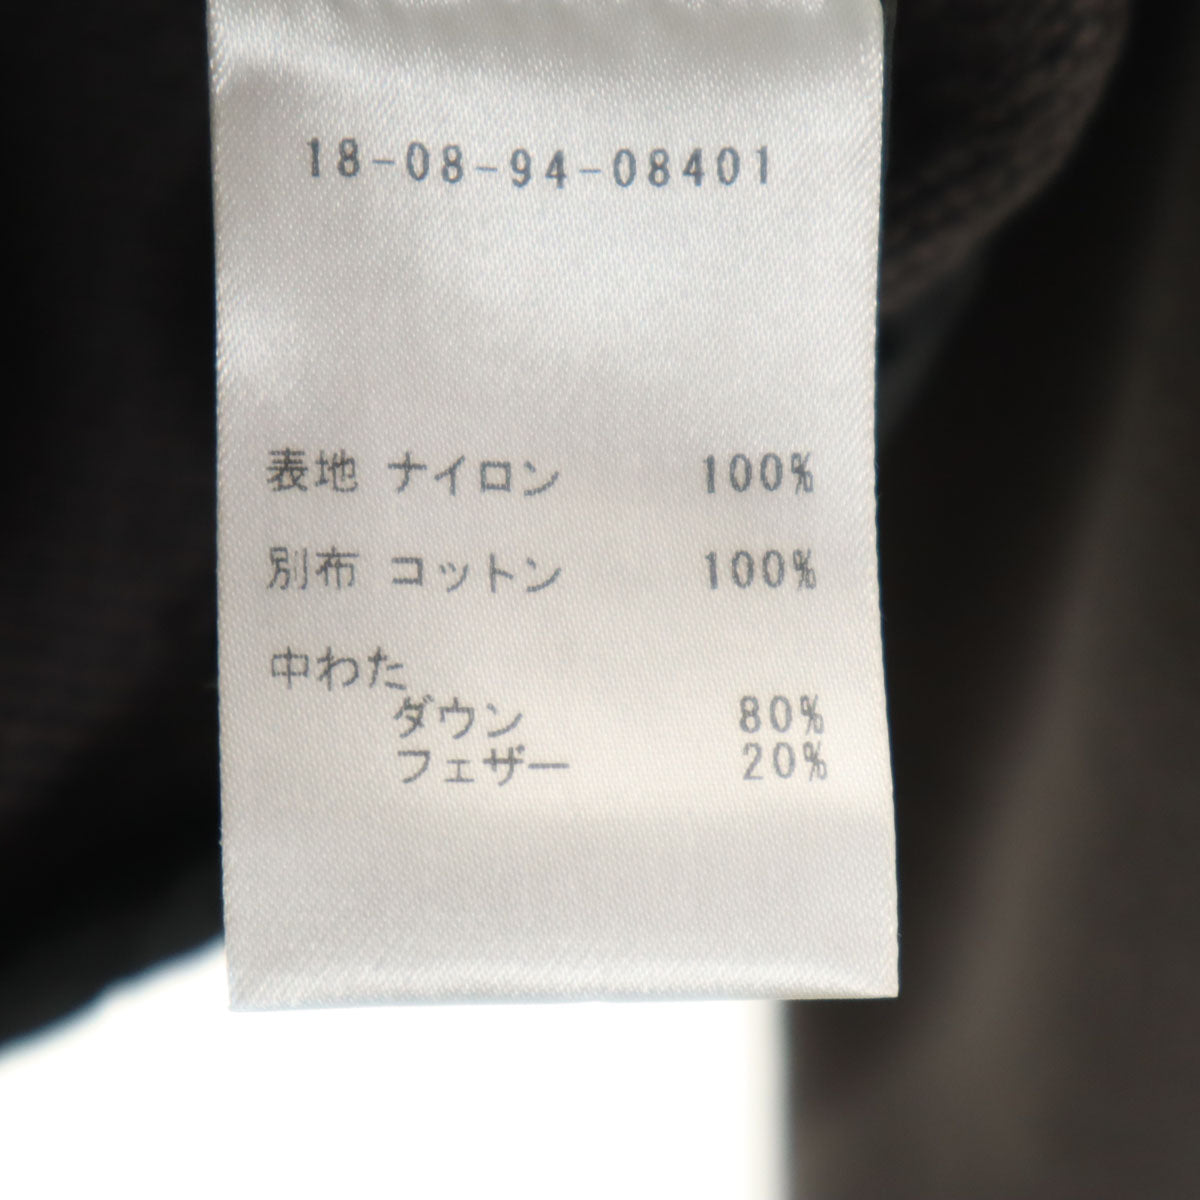 18-08-94-08401
表地 ナイロン 100%
別布 コットン 100%
中わた
ダウン 80%
フェザー 20%